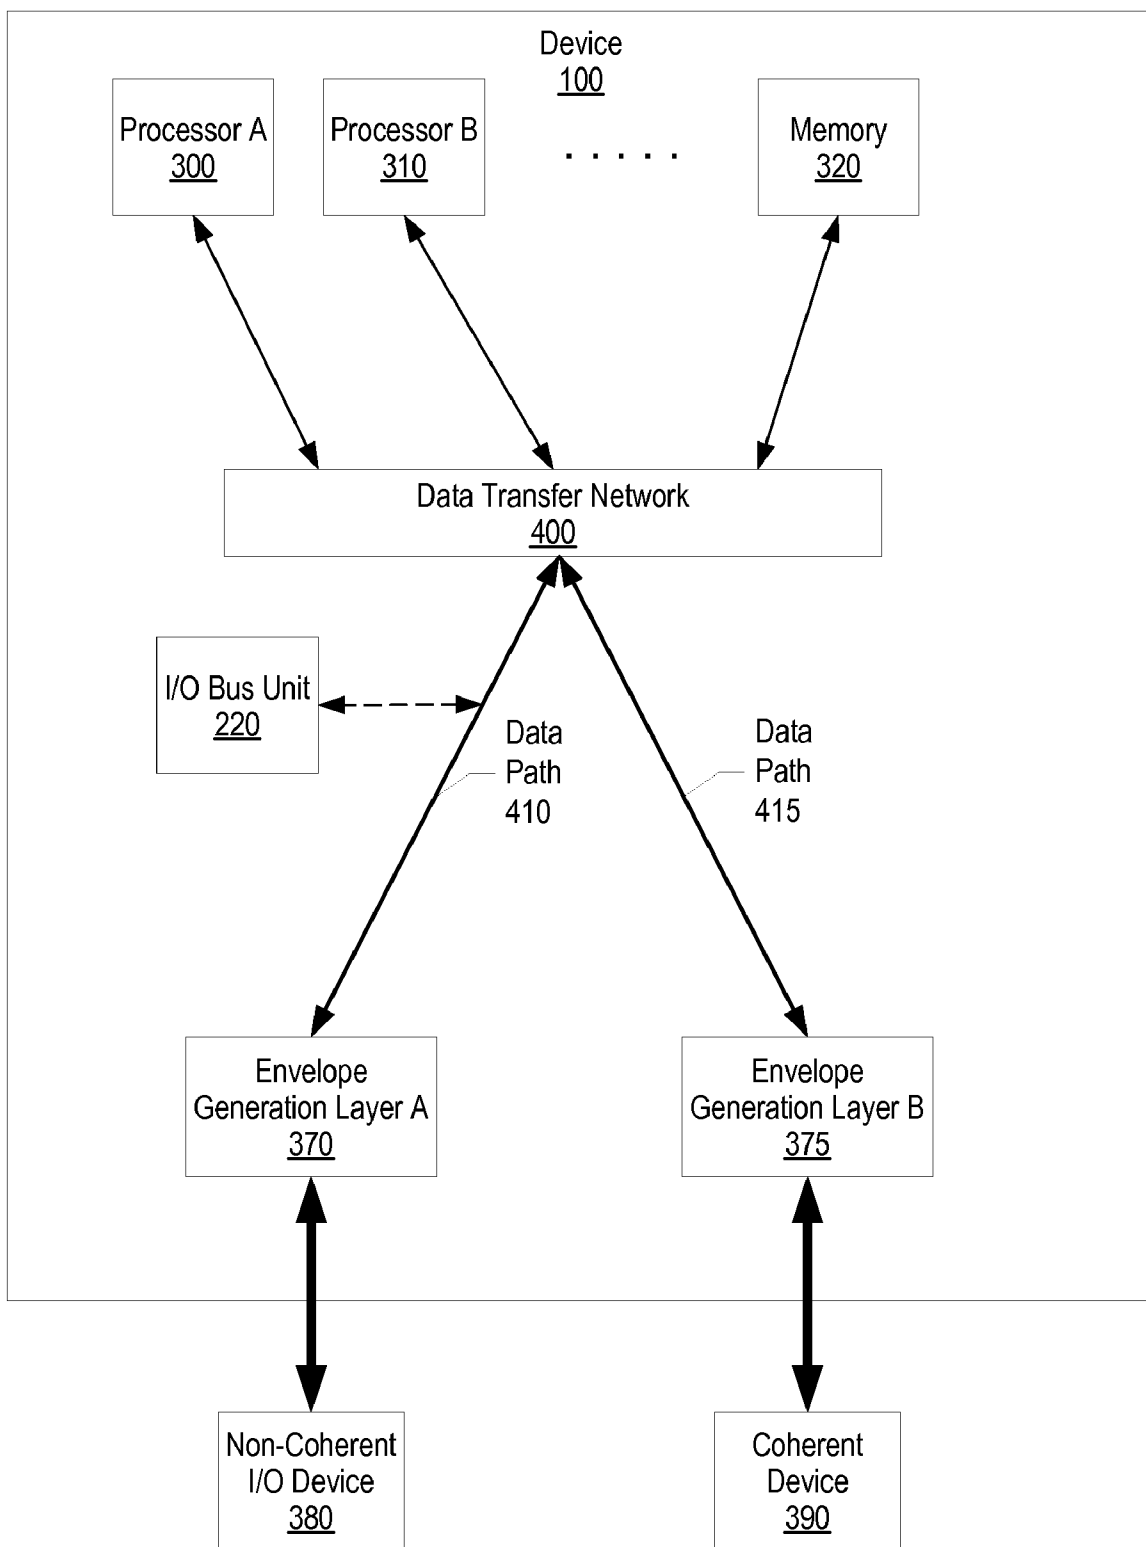 Device
100
Processor A
300
Processor B
310
. . . . .
Memory
320
Data Transfer Network
400
I/O Bus Unit
220
Data
Path
410
Data
Path
415
Envelope
Generation Layer A
370
Envelope
Generation Layer B
375
Non-Coherent
I/O Device
380
Coherent
Device
390